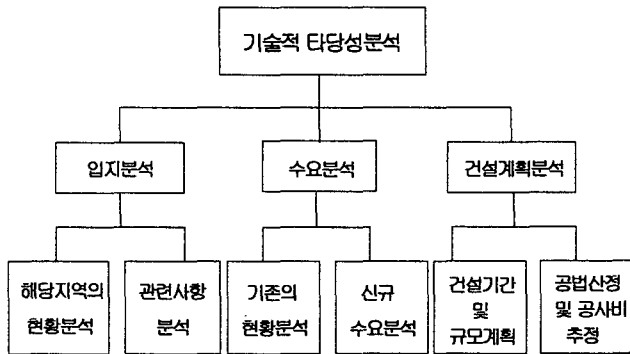 기술적 타당성분석
입지분석
수요분석
건설계획분석
해당지역의
현황분석
관련사항
분석
기존의
현황분석
신규
수요분석
건설기간
및
규모계획
공법산정
및 공사비
추정